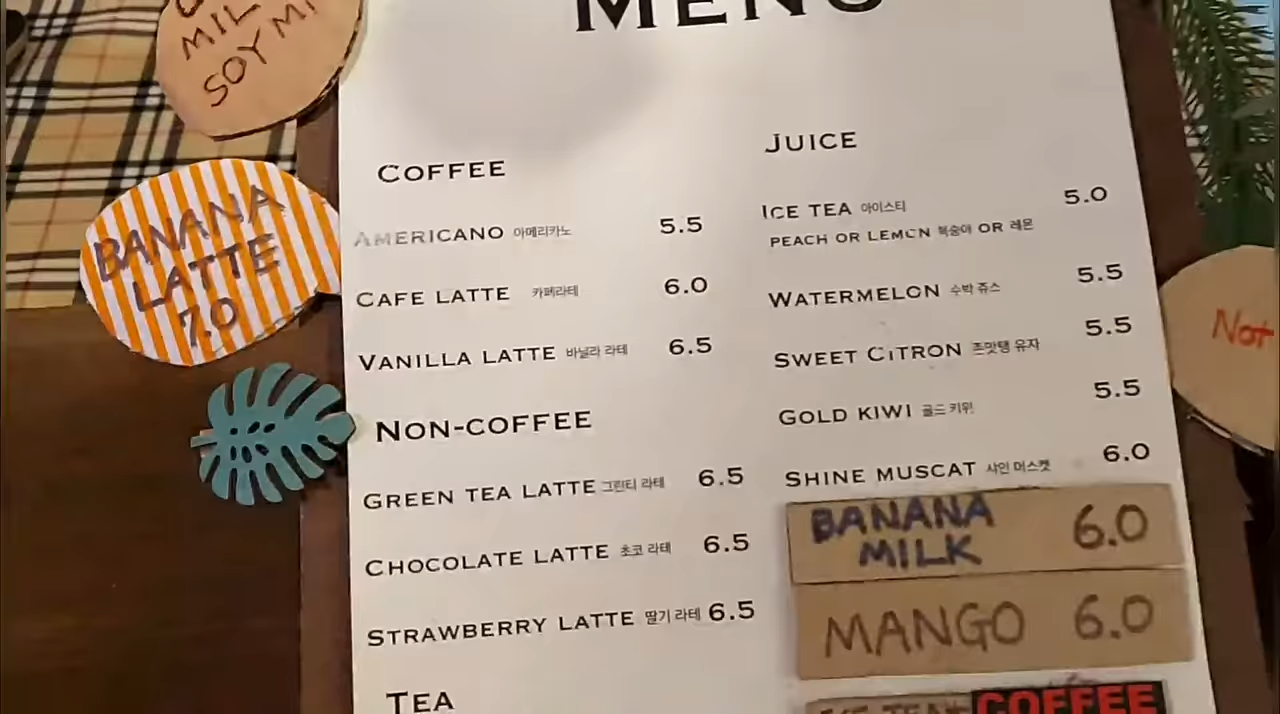 MENU
SOY
BANANA
LATTE
7.0
COFFEE
AMERICANO 아메리카노 5.5
CAFE LATTE 카페라테 6.0
VANILLA LATTE 바닐라 라테 6.5
NON-COFFEE
GREEN TEA LATTE 그린티 라테 6.5
CHOCOLATE LATTE 초코 라테 6.5
STRAWBERRY LATTE 딸기 라테 6.5
TEA
JUICE
ICE TEA 아이스티 5.0
PEACH OR LEMON 복숭아 OR 레몬
WATERMELON 수박 쥬스 5.5
SWEET CITRON 존맛탱 유자 5.5
GOLD KIWI 골드 키위 5.5
SHINE MUSCAT 샤인 머스켓 6.0
BANANA
MILK 6.0
MANGO 6.0
COFFEE
Not